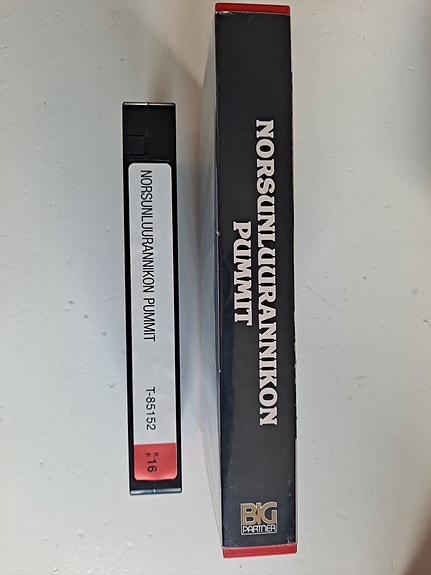 NORSUNLUURANNIKON PUMMIT
T-85152
K
F 16
NORSUNLUURANNIKON
PUMMIT
BIG
PARTNER